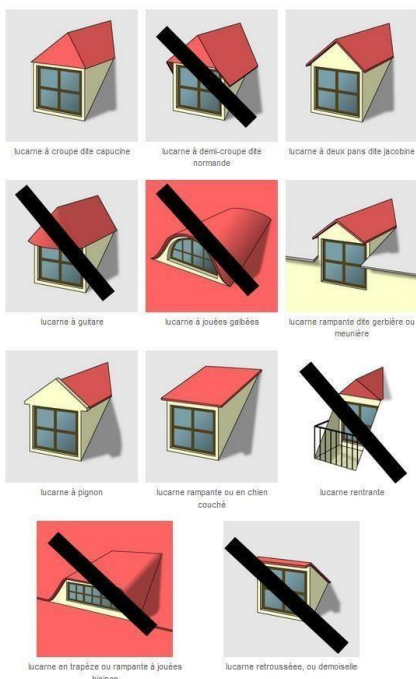 lucarne à croupe dite capucine
lucarne à demi-croupe dite
normande
lucarne à deux pans dite jacobine
lucarne à guitare
lucarne à jouées galbées
lucarne rampante dite gerbière ou
meunière
lucarne à pignon
lucarne rampante ou en chien
couché
lucarne rentrante
lucarne en trapèze ou rampante à jouées
lucarne retrousséee, ou demoiselle